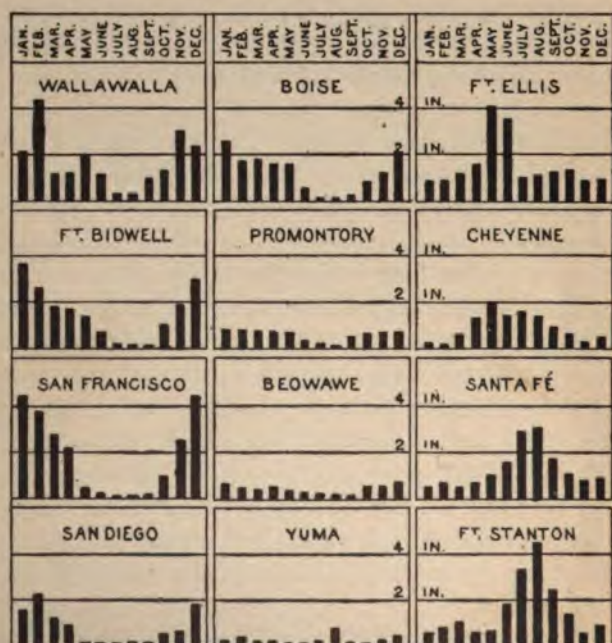 JAN. FEB. MAR. APR. MAY JUNE JULY AUG. SEPT. OCT. NOV. DEC. JAN. FEB. MAR. APR. MAY JUNE JULY AUG. SEPT. OCT. NOV. DEC. JAN. FEB. MAR. APR. MAY JUNE JULY AUG. SEPT. OCT. NOV. DEC.
WALLAWALLA BOISE FT. ELLIS
4 IN.
2 IN.
FT. BIDWELL PROMONTORY CHEYENNE
4 IN.
2 IN.
SAN FRANCISCO BEOWAWE SANTA FÉ
4 IN.
2 IN.
SAN DIEGO YUMA FT. STANTON
4 IN.
2 IN.